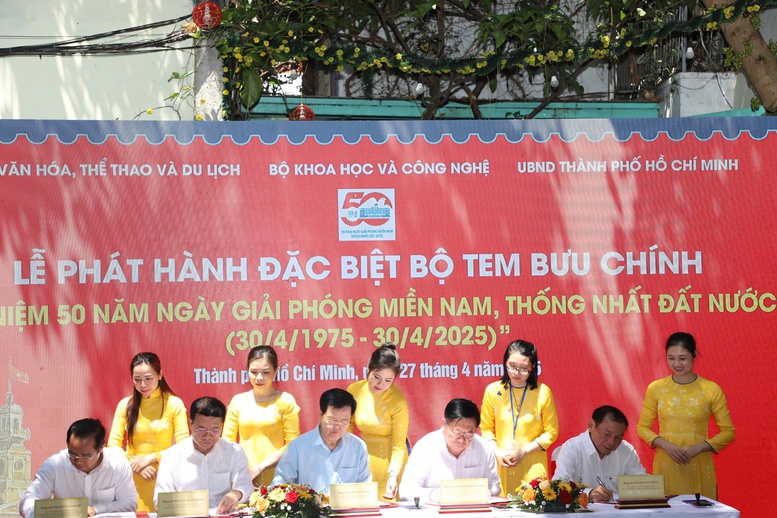 VĂN HÓA, THỂ THAO VÀ DU LỊCH BỘ KHOA HỌC VÀ CÔNG NGHỆ UBND THÀNH PHỐ HỒ CHÍ MINH
50
LỄ PHÁT HÀNH ĐẶC BIỆT BỘ TEM BƯU CHÍNH
NIỆM 50 NĂM NGÀY GIẢI PHÓNG MIỀN NAM, THỐNG NHẤT ĐẤT NƯỚC
(30/4/1975 - 30/4/2025)”
Thành Hồ Chí Minh, 27 tháng 4 năm